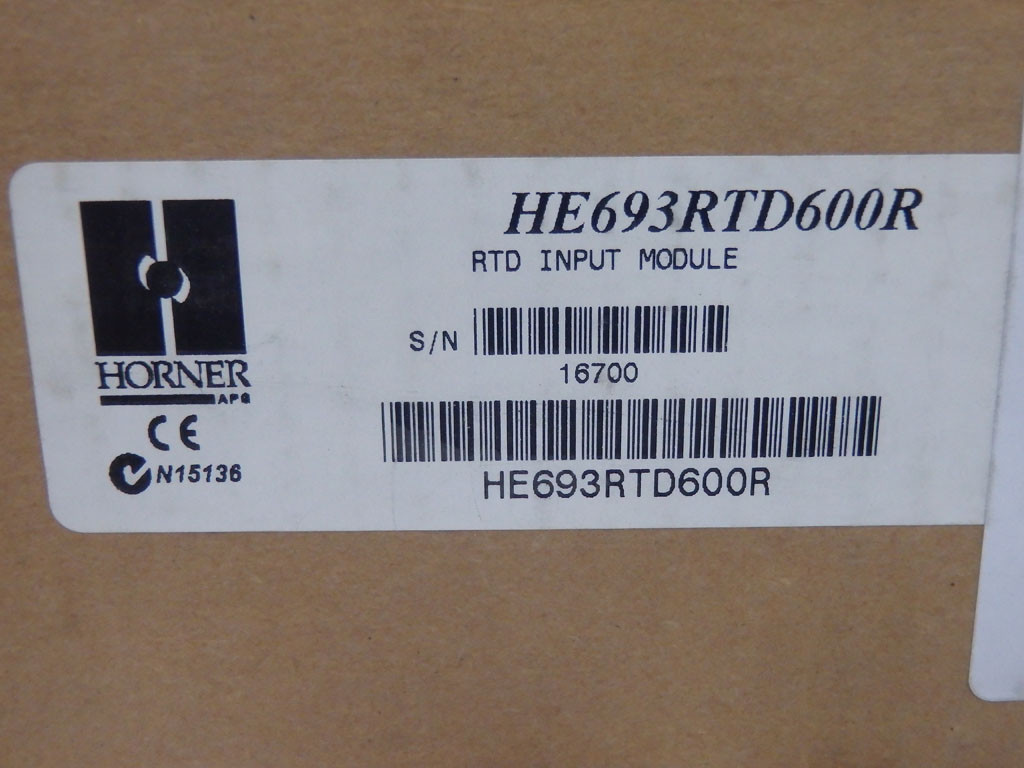 HE693RTD600R
RTD INPUT MODULE
S/N
16700
HE693RTD600R
HORNER
APG
CE
N15136